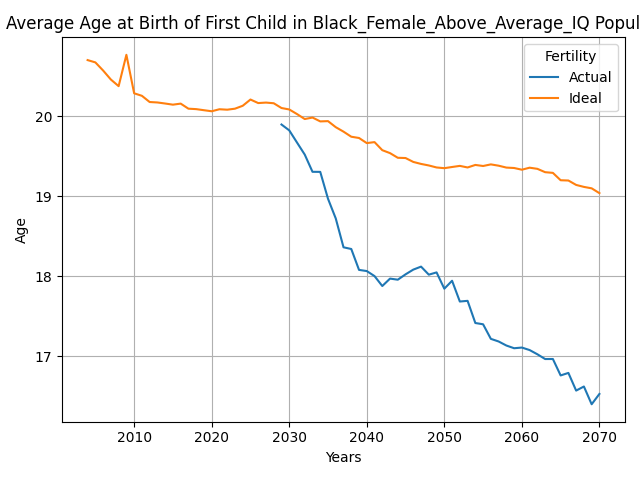 Average Age at Birth of First Child in Black_Female_Above_Average_IQ Popul
Fertility
Actual
Ideal
20
19
18
17
Age
2010 2020 2030 2040 2050 2060 2070
Years